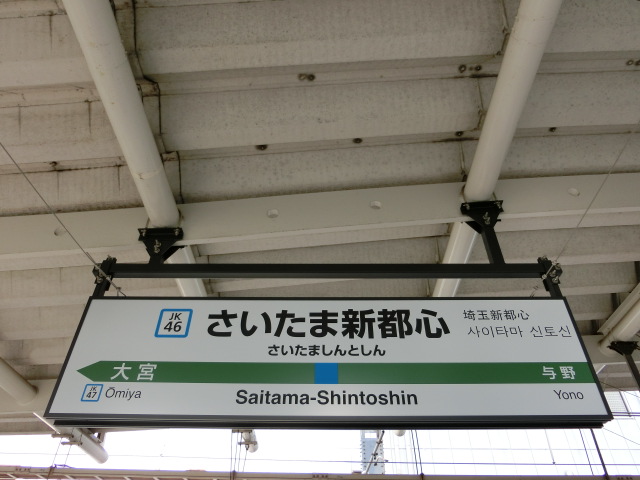 JK
46
さいたま新都心
埼玉新都心
사이타마 신토신
さいたましんとしん
大宮
与野
JK
47
Ōmiya
Saitama-Shintoshin
Yono